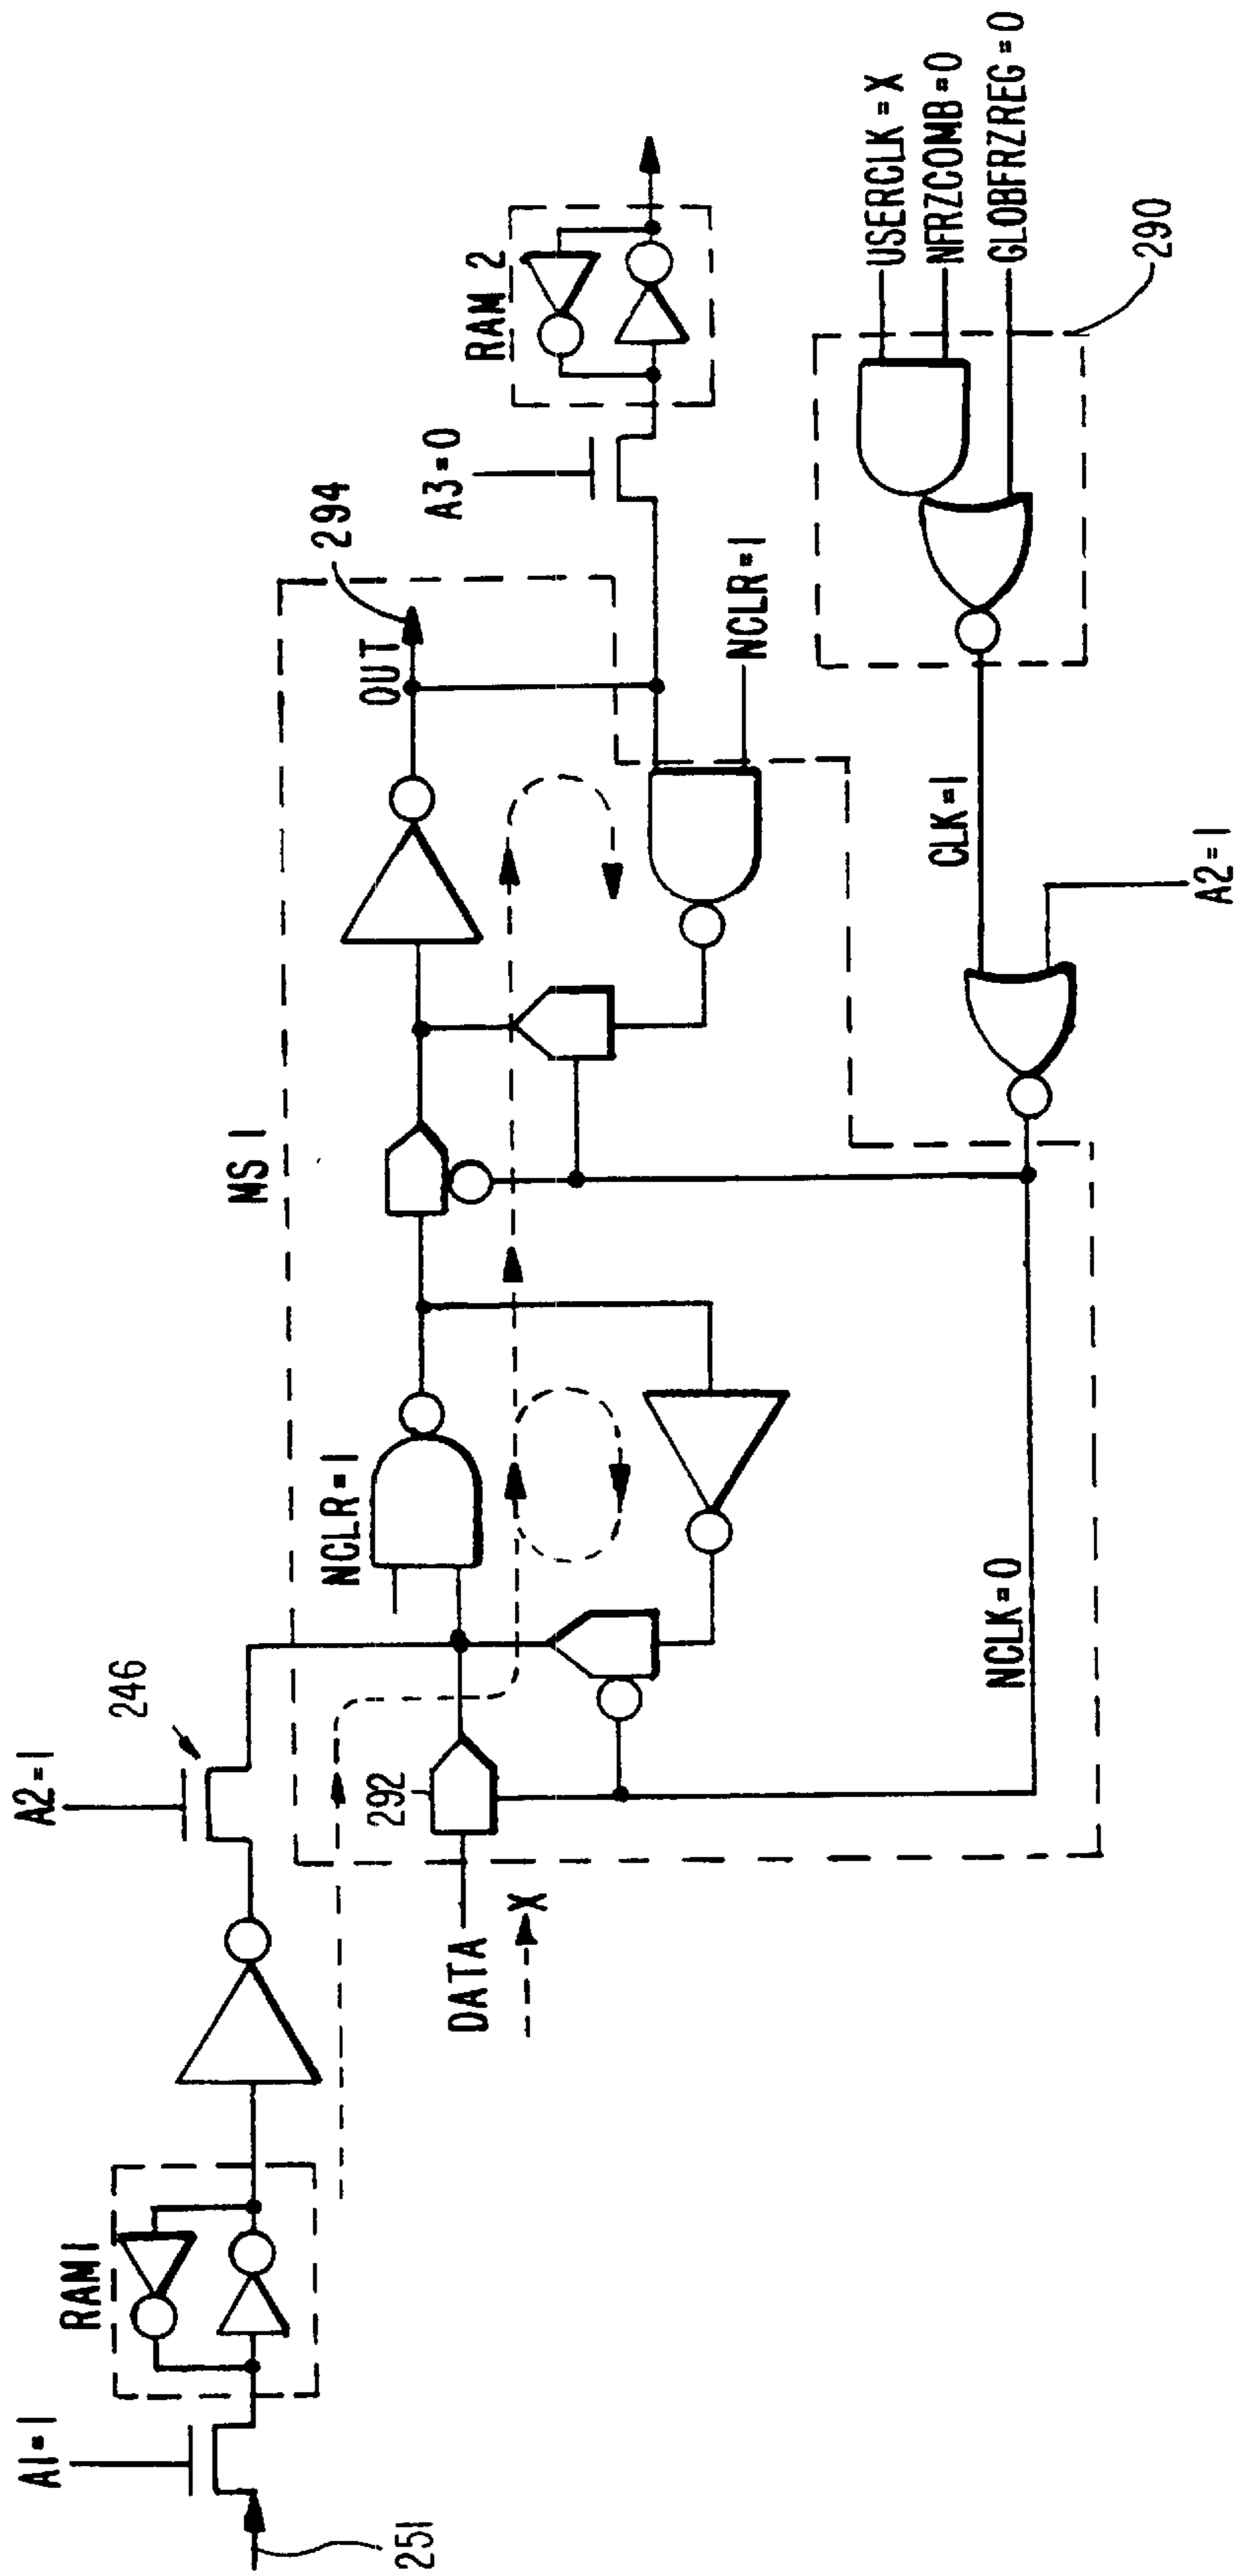 A1=1
251
RAM1
A2=1
246
DATA
X
292
NCLR=1
MS 1
NCLK=0
OUT
294
NCLR=1
A3=0
RAM 2
CLK=1
A2=1
USERCLK=X
NFRZCOMB=0
GLOBFRZREG=0
290